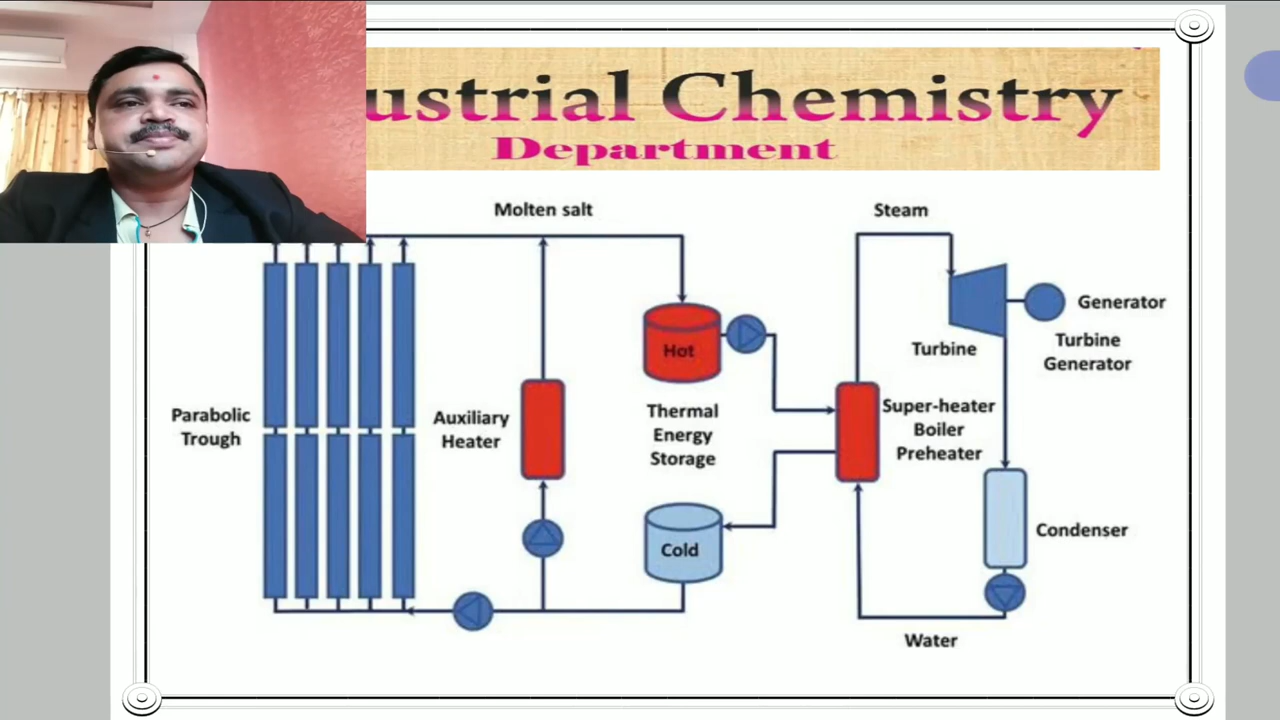 ustrial Chemistry
Department
Molten salt
Steam
Hot
Generator
Turbine
Turbine
Generator
Parabolic
Trough
Auxiliary
Heater
Thermal
Energy
Storage
Super-heater
Boiler
Preheater
Cold
Condenser
Water